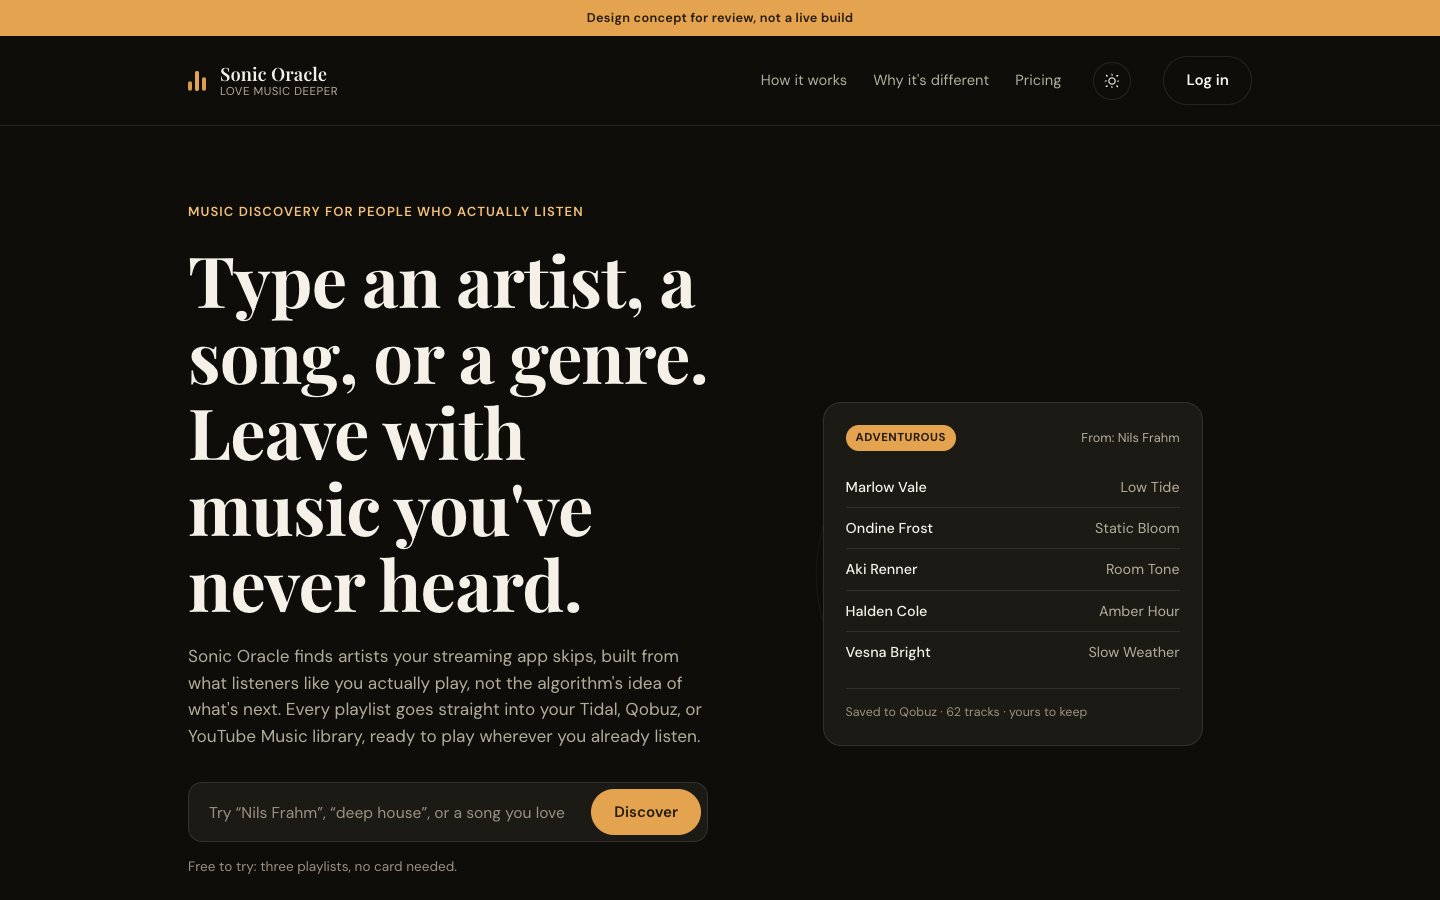 Design concept for review, not a live build
Sonic Oracle
LOVE MUSIC DEEPER
How it works
Why it's different
Pricing
Log in
MUSIC DISCOVERY FOR PEOPLE WHO ACTUALLY LISTEN
Type an artist, a
song, or a genre.
Leave with
music you've
never heard.
Sonic Oracle finds artists your streaming app skips, built from
what listeners like you actually play, not the algorithm's idea of
what's next. Every playlist goes straight into your Tidal, Qobuz, or
YouTube Music library, ready to play wherever you already listen.
Try “Nils Frahm”, “deep house”, or a song you love
Discover
Free to try: three playlists, no card needed.
ADVENTUROUS
From: Nils Frahm
Marlow Vale
Low Tide
Ondine Frost
Static Bloom
Aki Renner
Room Tone
Halden Cole
Amber Hour
Vesna Bright
Slow Weather
Saved to Qobuz · 62 tracks · yours to keep